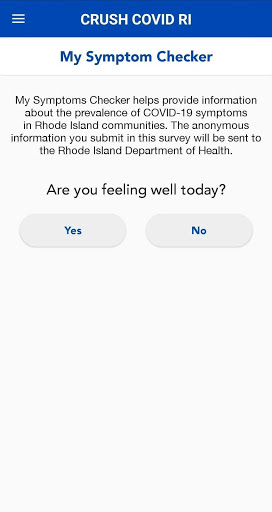 CRUSH COVID RI
My Symptom Checker
My Symptoms Checker helps provide information
about the prevalence of COVID-19 symptoms
in Rhode Island communities. The anonymous
information you submit in this survey will be sent to
the Rhode Island Department of Health.
Are you feeling well today?
Yes No